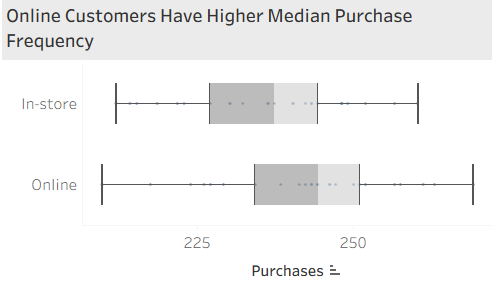 Online Customers Have Higher Median Purchase
Frequency
In-store
Online
225 250
Purchases